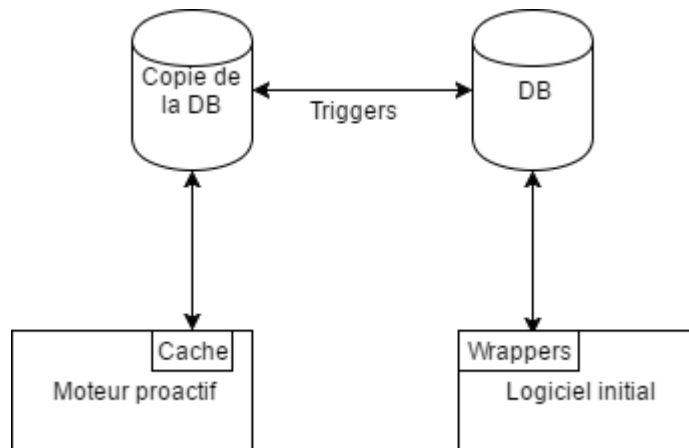 Copie de
la DB
DB
Triggers
Cache
Wrappers
Moteur proactif
Logiciel initial